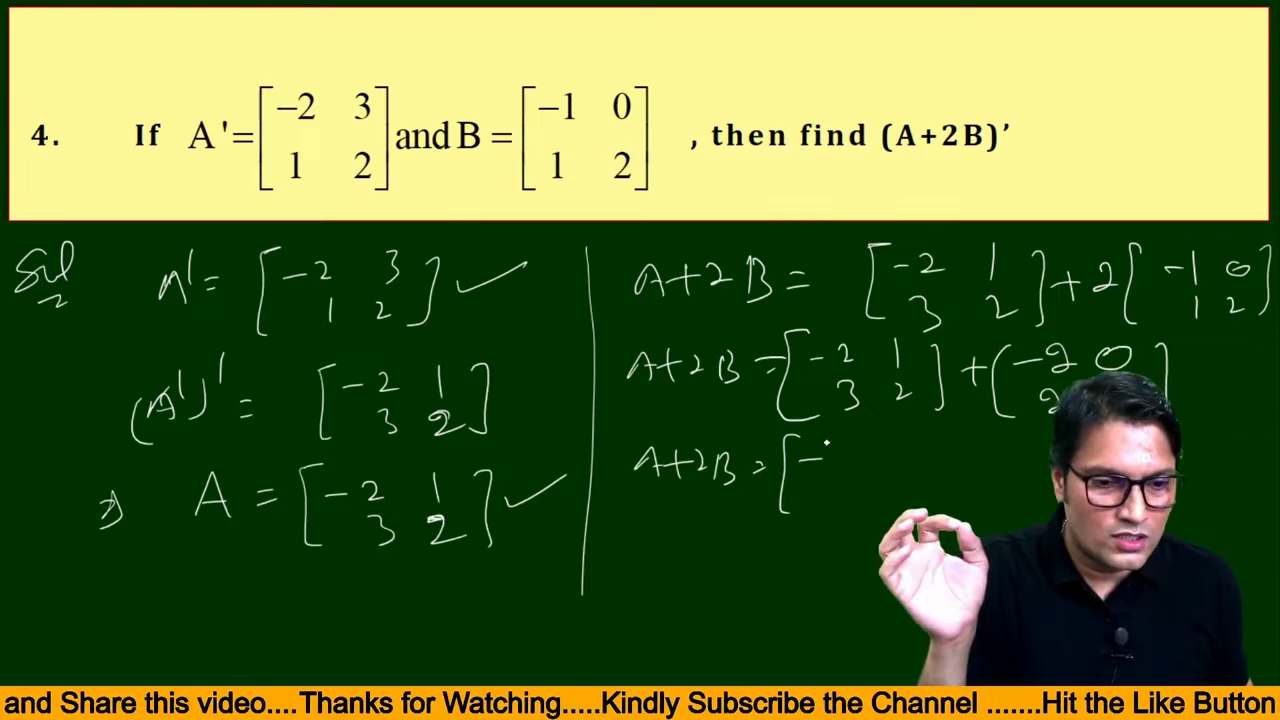 4. If A'= [−2 3; 1 2] and B = [−1 0; 1 2] , then find (A+2B)'
Sol
A' = [−2 3; 1 2] ✓
(A')' = [−2 1; 3 2]
⇒ A = [−2 1; 3 2] ✓
A+2B = [−2 1; 3 2] + 2[−1 0; 1 2]
A+2B = [−2 1; 3 2] + [−2 0; 2
A+2B = [−
and Share this video....Thanks for Watching.....Kindly Subscribe the Channel .......Hit the Like Button